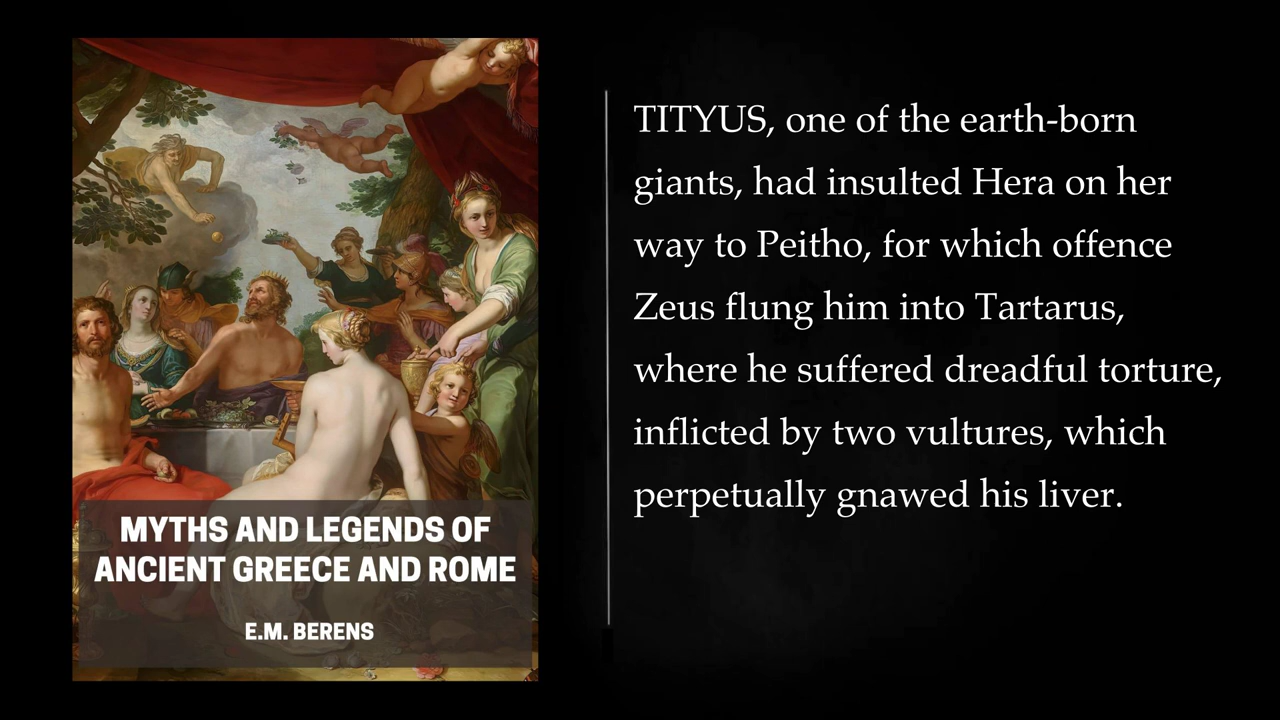 MYTHS AND LEGENDS OF
ANCIENT GREECE AND ROME
E.M. BERENS
TITYUS, one of the earth-born
giants, had insulted Hera on her
way to Peitho, for which offence
Zeus flung him into Tartarus,
where he suffered dreadful torture,
inflicted by two vultures, which
perpetually gnawed his liver.